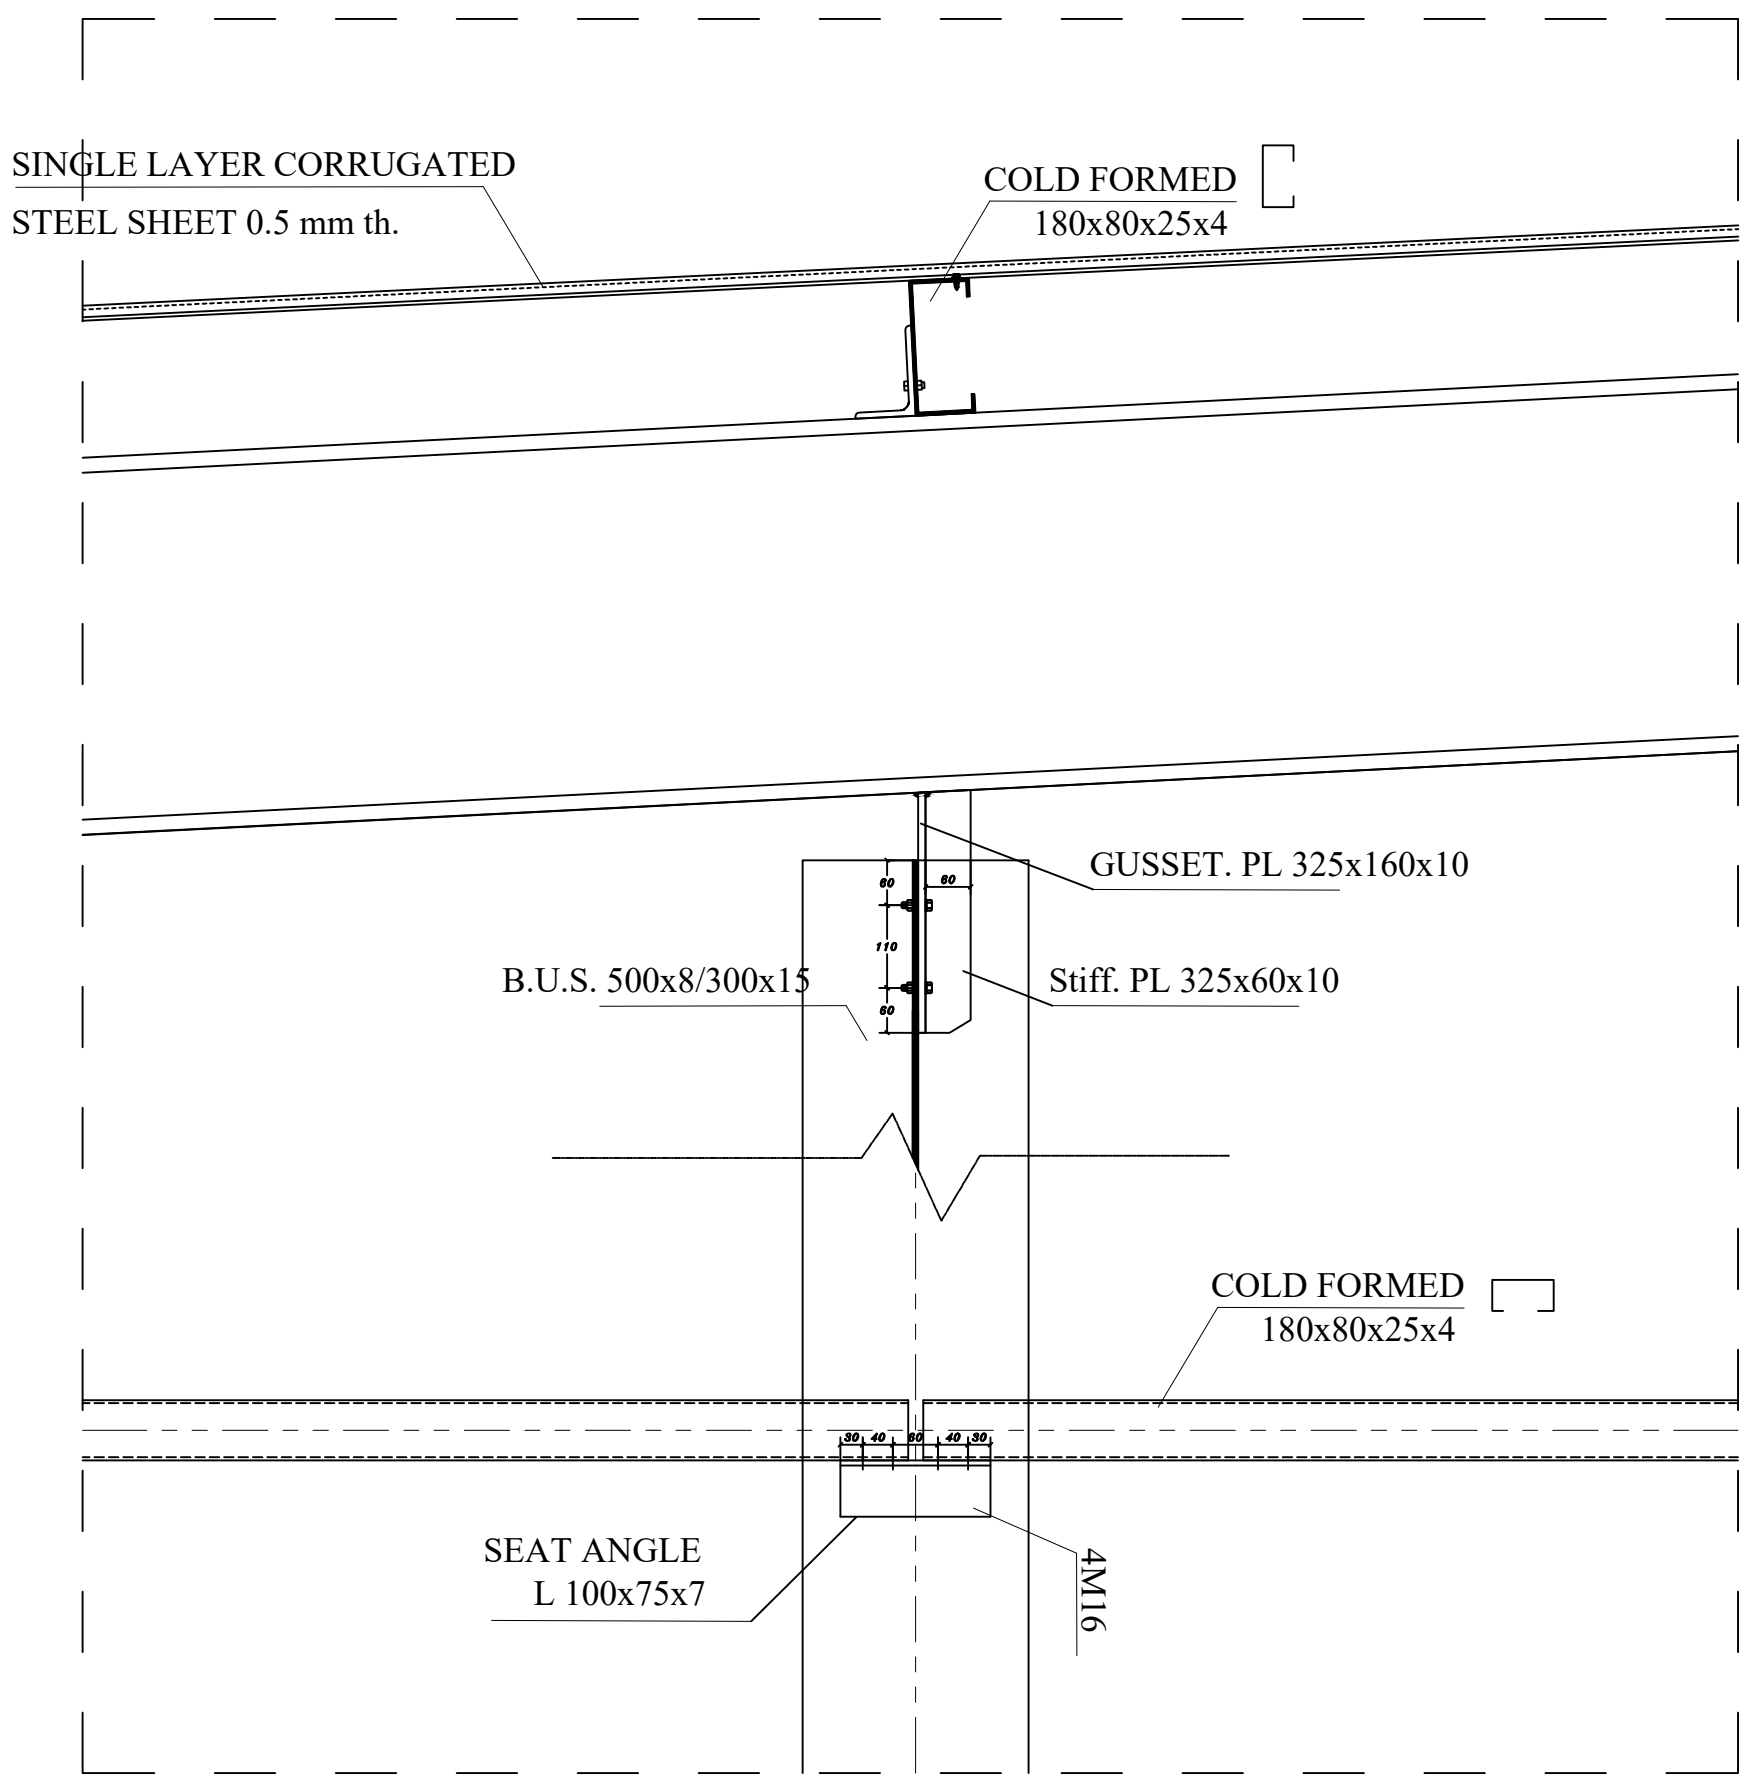 SINGLE LAYER CORRUGATED
STEEL SHEET 0.5 mm th.
COLD FORMED
180x80x25x4
GUSSET. PL 325x160x10
60
60
110
B.U.S. 500x8/300x15
Stiff. PL 325x60x10
60
COLD FORMED
180x80x25x4
30 40 60 40 30
SEAT ANGLE
L 100x75x7
4M16